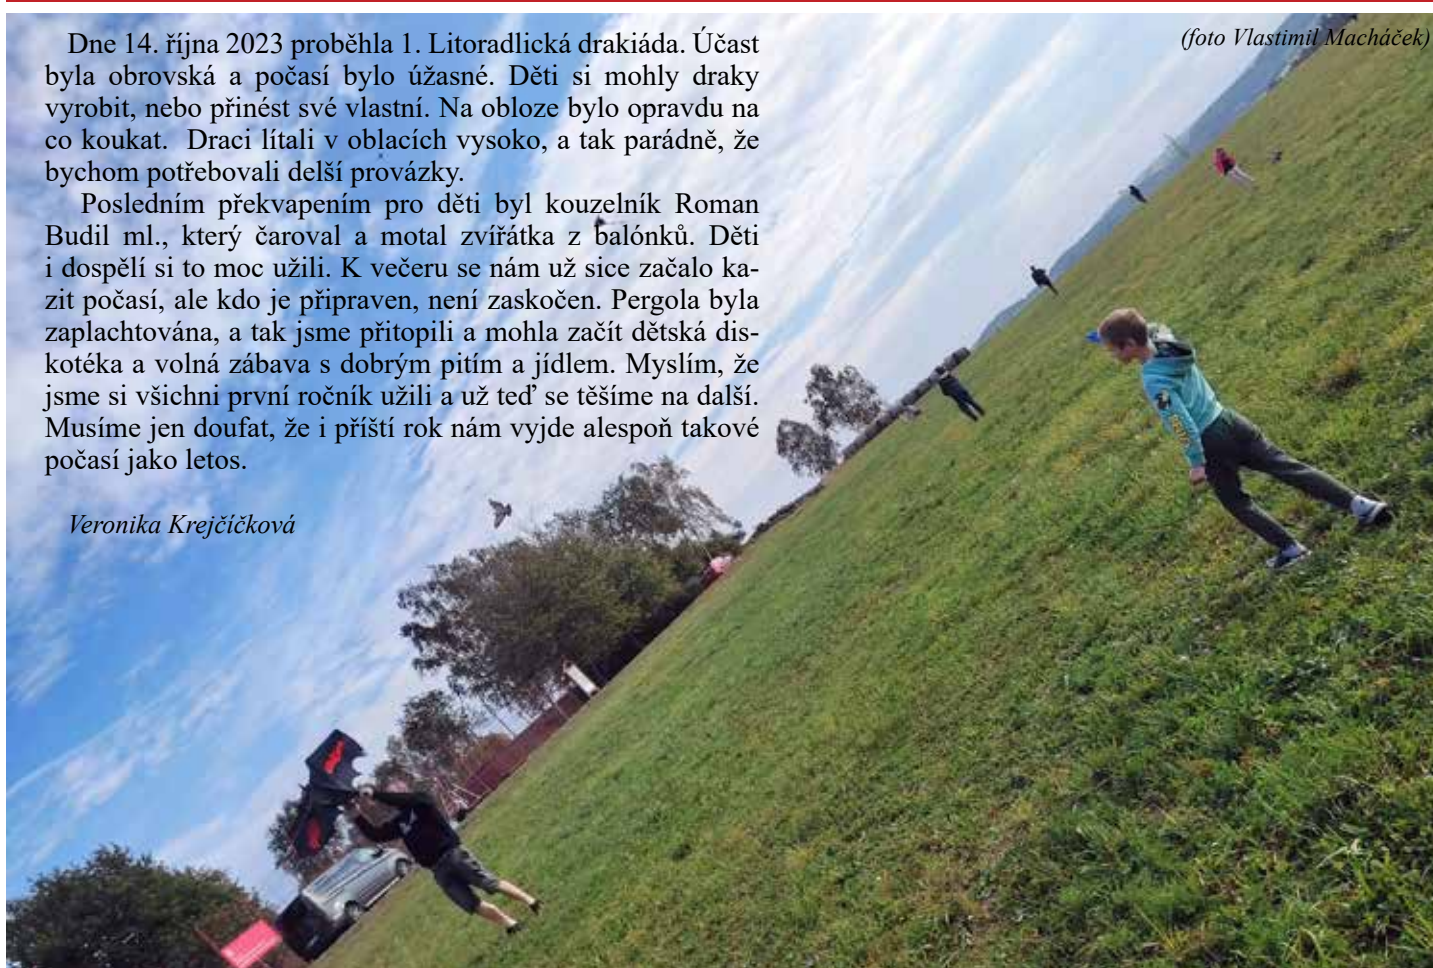 (foto Vlastimil Macháček)
Dne 14. října 2023 proběhla 1. Litoradlická drakiáda. Účast
byla obrovská a počasí bylo úžasné. Děti si mohly draky
vyrobit, nebo přinést své vlastní. Na obloze bylo opravdu na
co koukat. Draci lítali v oblacích vysoko, a tak parádně, že
bychom potřebovali delší provázky.
Posledním překvapením pro děti byl kouzelník Roman
Budil ml., který čaroval a motal zvířátka z balónků. Děti
i dospělí si to moc užili. K večeru se nám už sice začalo ka-
zit počasí, ale kdo je připraven, není zaskočen. Pergola byla
zaplachtována, a tak jsme přitopili a mohla začít dětská dis-
kotéka a volná zábava s dobrým pitím a jídlem. Myslím, že
jsme si všichni první ročník užili a už teď se těšíme na další.
Musíme jen doufat, že i příští rok nám vyjde alespoň takové
počasí jako letos.
Veronika Krejčíčková